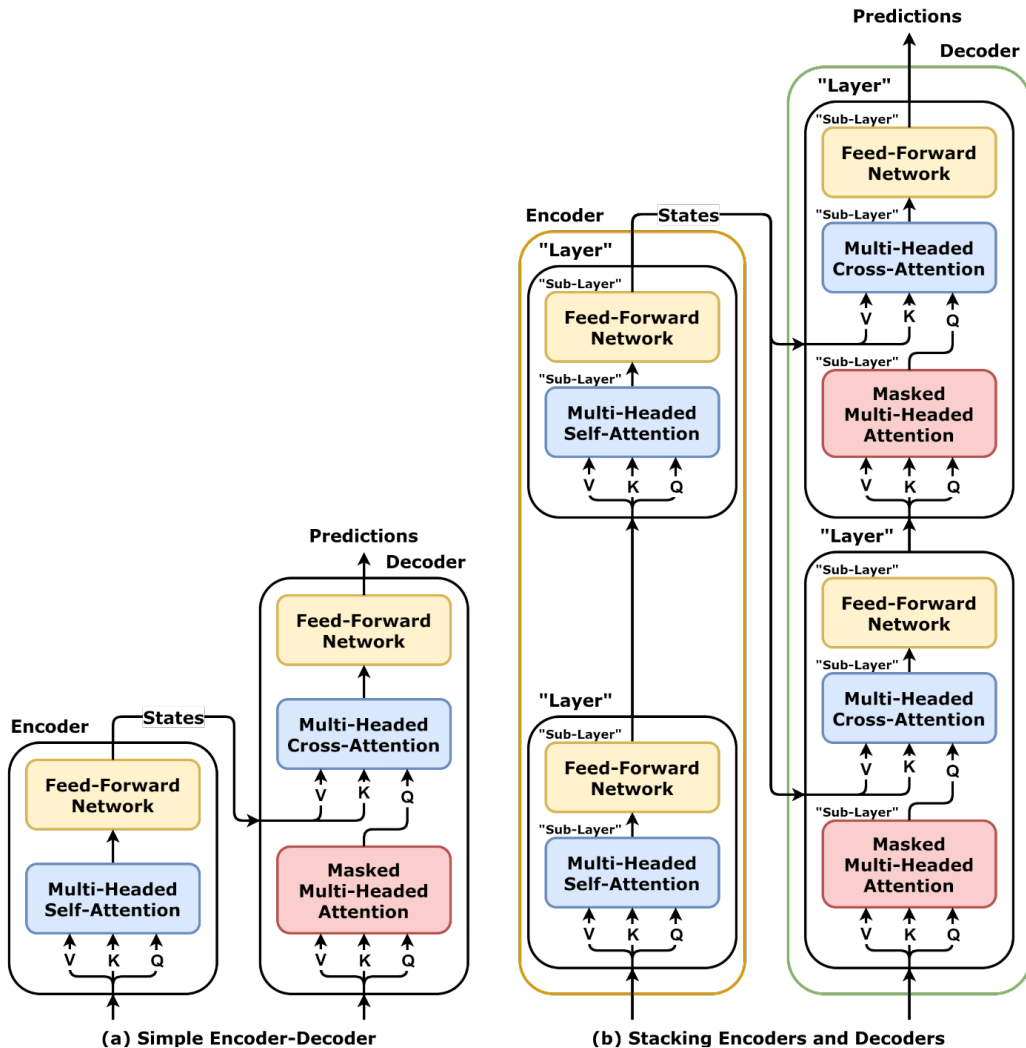 Predictions
Decoder
Feed-Forward
Network
Multi-Headed
Cross-Attention
V
K
Q
Masked
Multi-Headed
Attention
V
K
Q
States
Encoder
Feed-Forward
Network
Multi-Headed
Self-Attention
V
K
Q
(a) Simple Encoder-Decoder
Predictions
Decoder
"Layer"
"Sub-Layer"
Feed-Forward
Network
"Sub-Layer"
Multi-Headed
Cross-Attention
V
K
Q
"Sub-Layer"
Masked
Multi-Headed
Attention
V
K
Q
"Layer"
"Sub-Layer"
Feed-Forward
Network
"Sub-Layer"
Multi-Headed
Cross-Attention
V
K
Q
"Sub-Layer"
Masked
Multi-Headed
Attention
V
K
Q
States
Encoder
"Layer"
"Sub-Layer"
Feed-Forward
Network
"Sub-Layer"
Multi-Headed
Self-Attention
V
K
Q
"Layer"
"Sub-Layer"
Feed-Forward
Network
"Sub-Layer"
Multi-Headed
Self-Attention
V
K
Q
(b) Stacking Encoders and Decoders